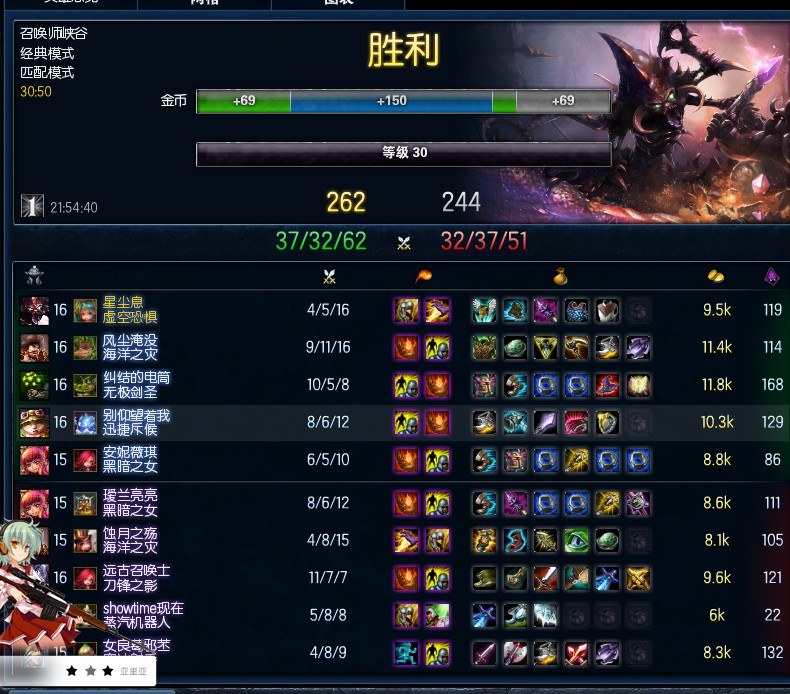 召唤师峡谷
经典模式
匹配模式
30:50
胜利
金币
+69
+150
+69
等级 30
1
21:54:40
262
244
37/32/62
32/37/51
16
星尘息
虚空恐惧
4/5/16
9.5k
119
16
风尘淹没
海洋之灾
9/11/16
11.4k
114
16
纠结的电筒
无极剑圣
10/5/8
11.8k
168
16
别仰望着我
迅捷斥候
8/6/12
10.3k
129
15
安妮薇琪
黑暗之女
6/5/10
8.8k
86
15
瑷兰亮亮
黑暗之女
8/6/12
8.6k
111
15
蚀月之殇
海洋之灾
4/8/15
8.1k
105
16
远古召唤士
刀锋之影
11/7/7
9.6k
121
showtime现在
蒸汽机器人
5/8/8
6k
22
15
4/8/9
8.3k
132
亚里亚